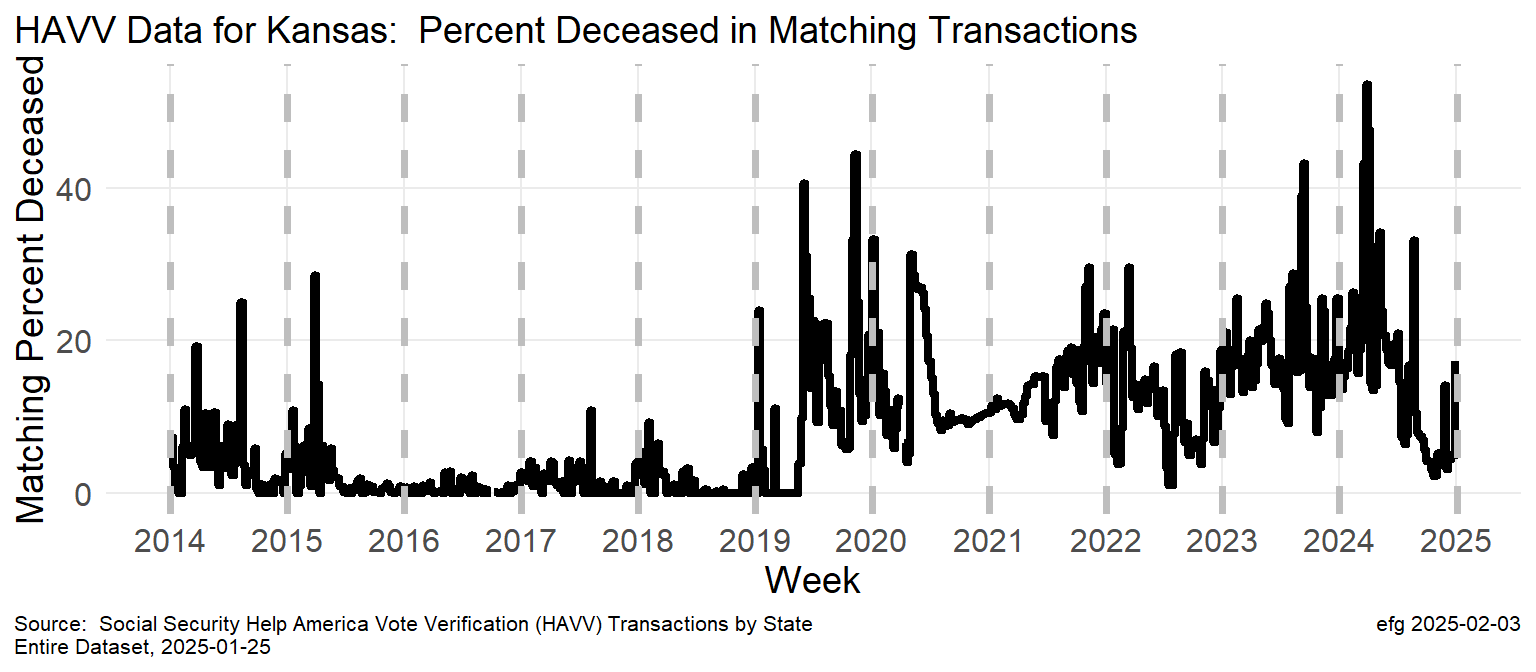 HAVV Data for Kansas:  Percent Deceased in Matching Transactions
Matching Percent Deceased
40
20
0
2014 2015 2016 2017 2018 2019 2020 2021 2022 2023 2024 2025
Week
Source:  Social Security Help America Vote Verification (HAVV) Transactions by State
Entire Dataset, 2025-01-25
efg 2025-02-03